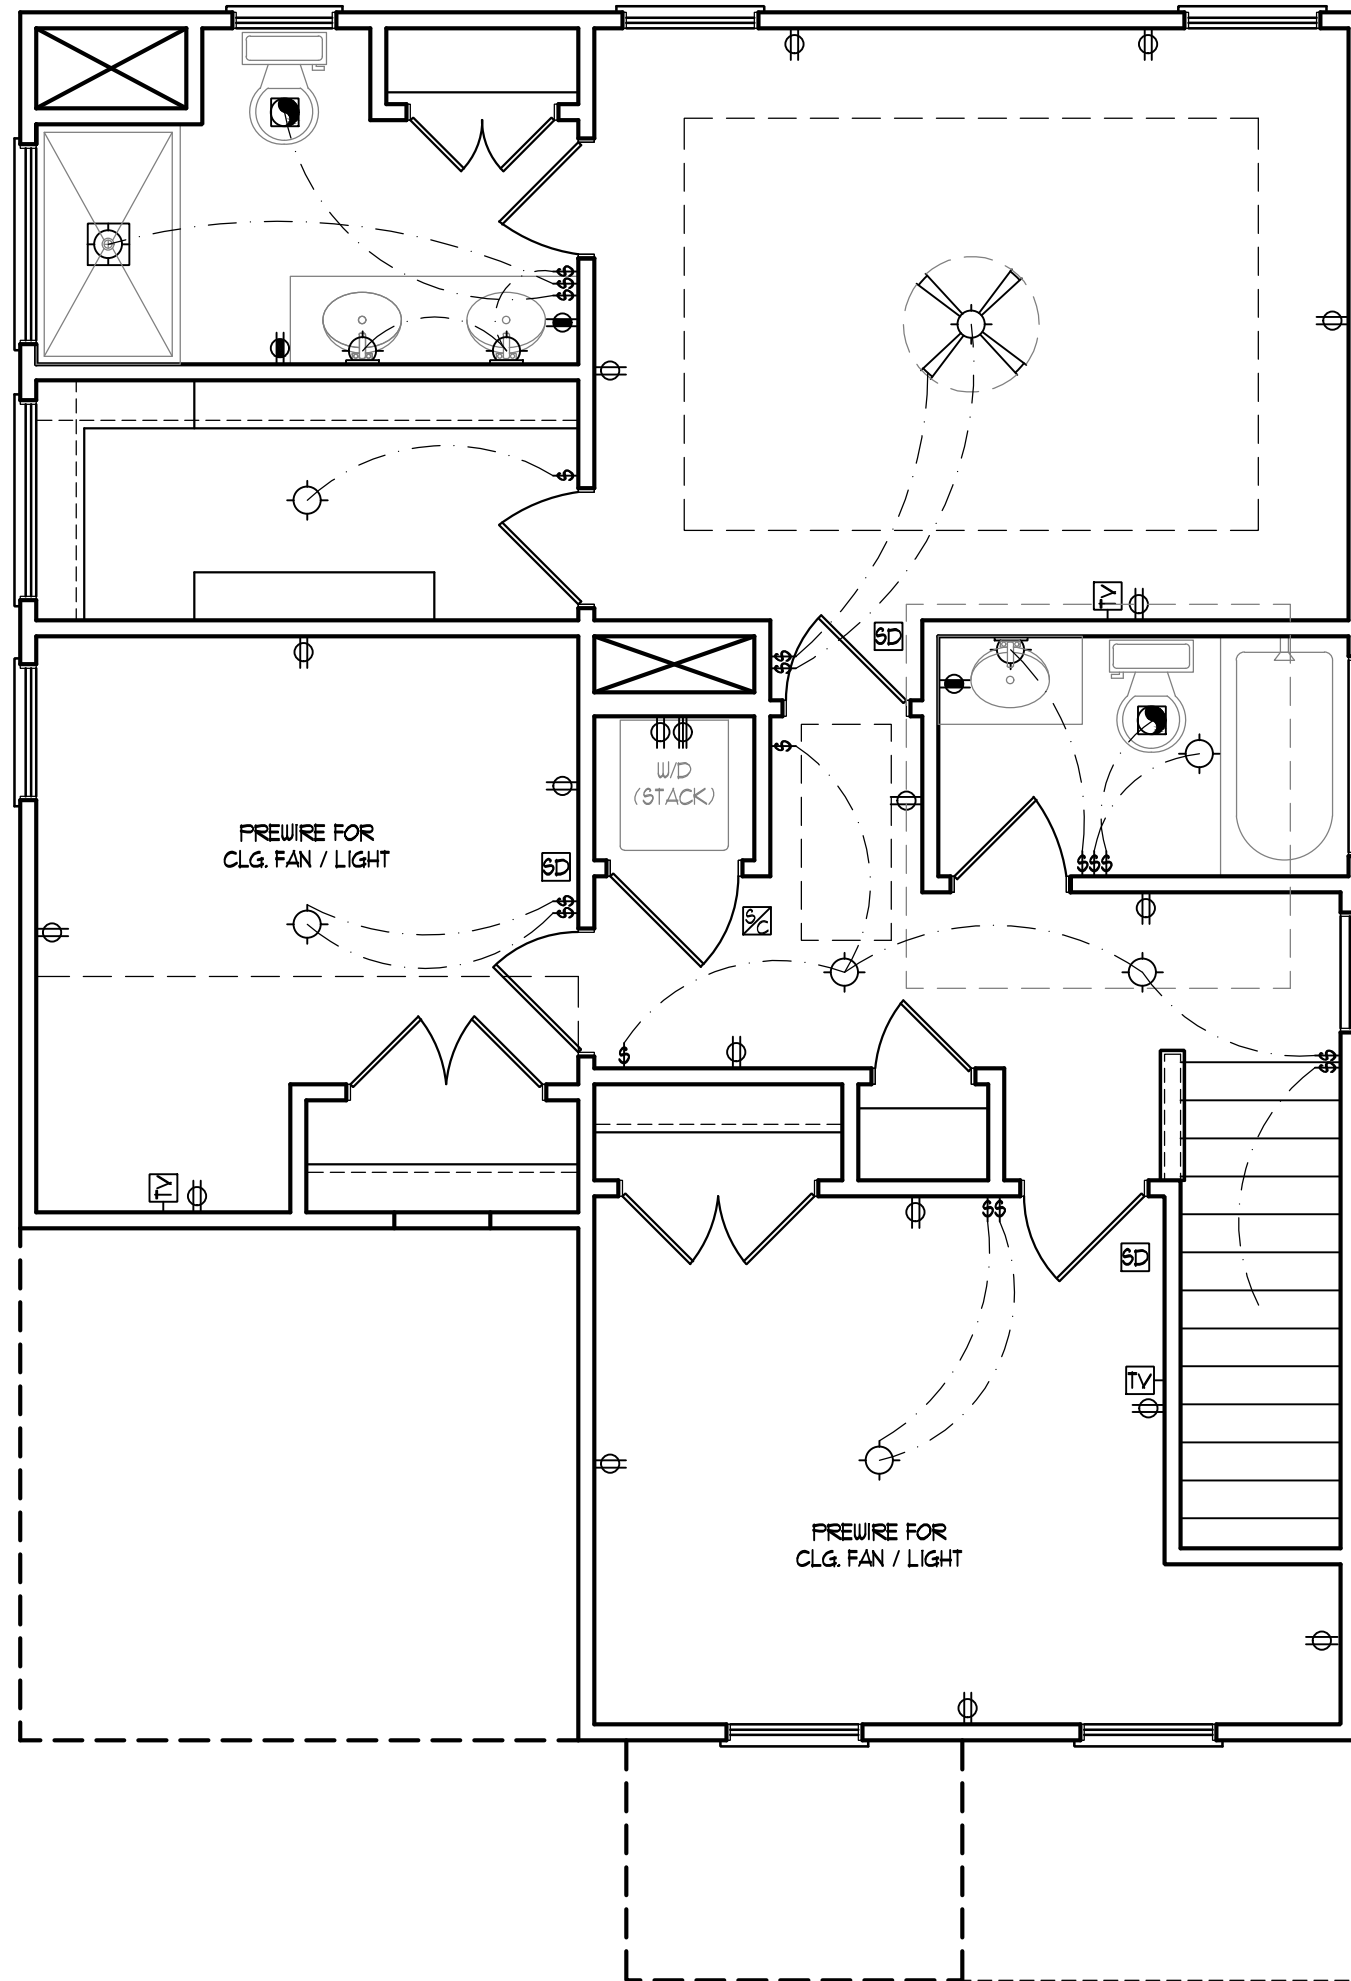 $
$
$
$
TV
SD
$
$
$
W/D
(STACK)
PREWIRE FOR
CLG. FAN / LIGHT
SD
$$$
$
$
S/C
$
$
$
TV
$$
SD
TV
PREWIRE FOR
CLG. FAN / LIGHT